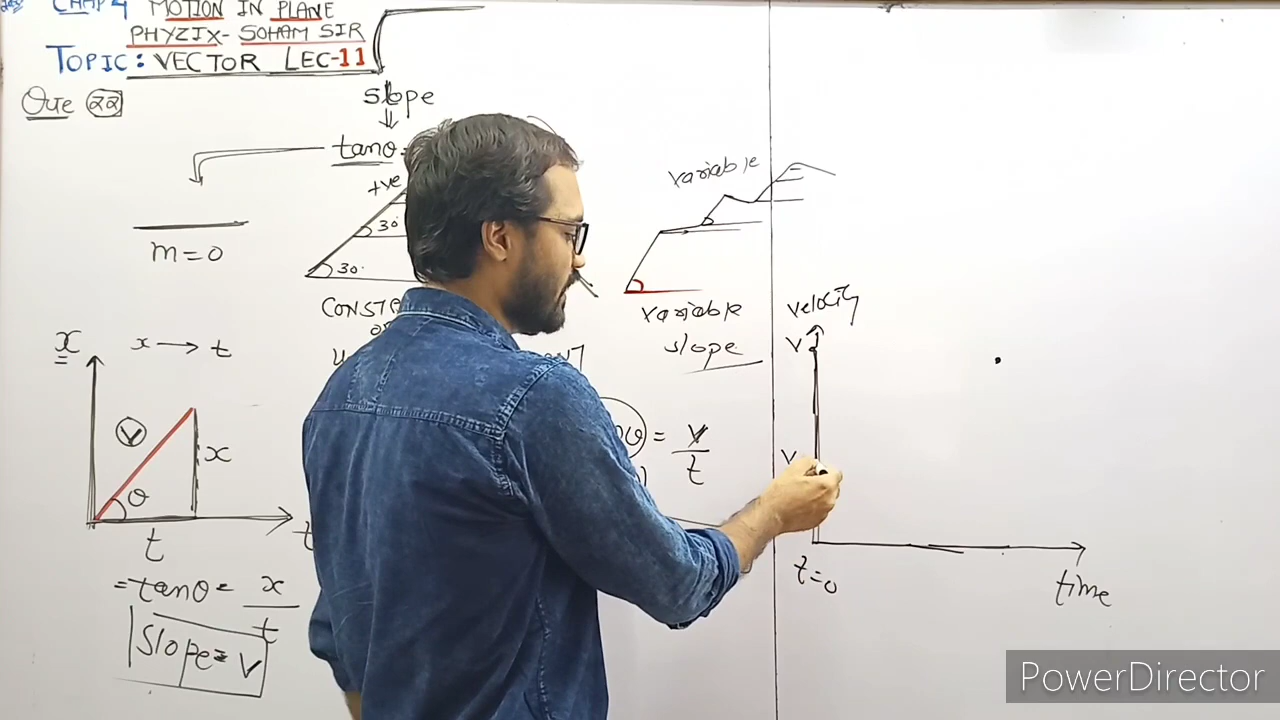 CHAP 4 MOTION IN PLANE
PHYZIX- SOHAM SIR
TOPIC: VECTOR LEC-11
Que 22
slope
tanθ=
+ve
30°
30°
m=0
variable
variable
slope
x
x → t
v
x
θ
t
=tanθ= x/t
Slope= v
= v/t
velocity
v
v
t=0
time
PowerDirector